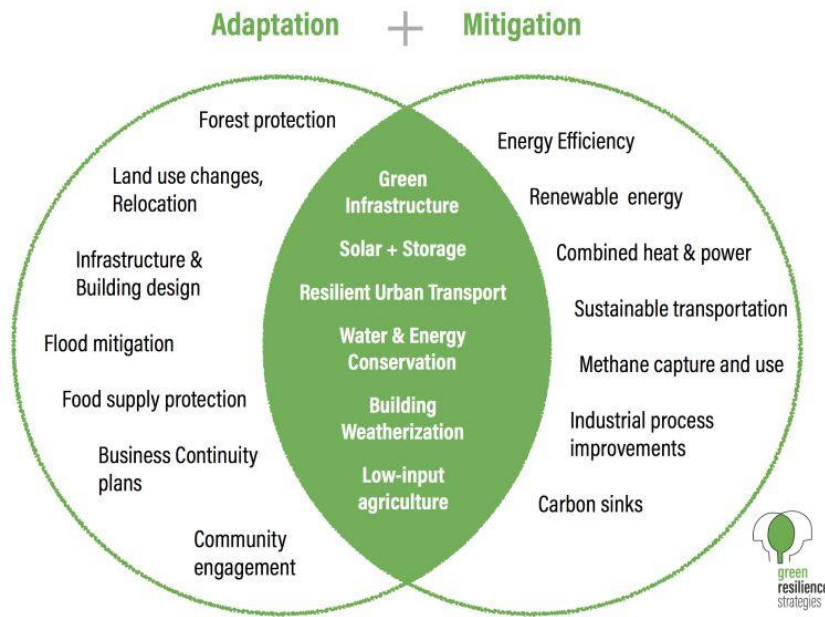 Adaptation + Mitigation
Forest protection
Land use changes,
Relocation
Infrastructure &
Building design
Flood mitigation
Food supply protection
Business Continuity
plans
Community
engagement
Green
Infrastructure
Solar + Storage
Resilient Urban Transport
Water & Energy
Conservation
Building
Weatherization
Low-input
agriculture
Energy Efficiency
Renewable energy
Combined heat & power
Sustainable transportation
Methane capture and use
Industrial process
improvements
Carbon sinks
green
resilience
strategies